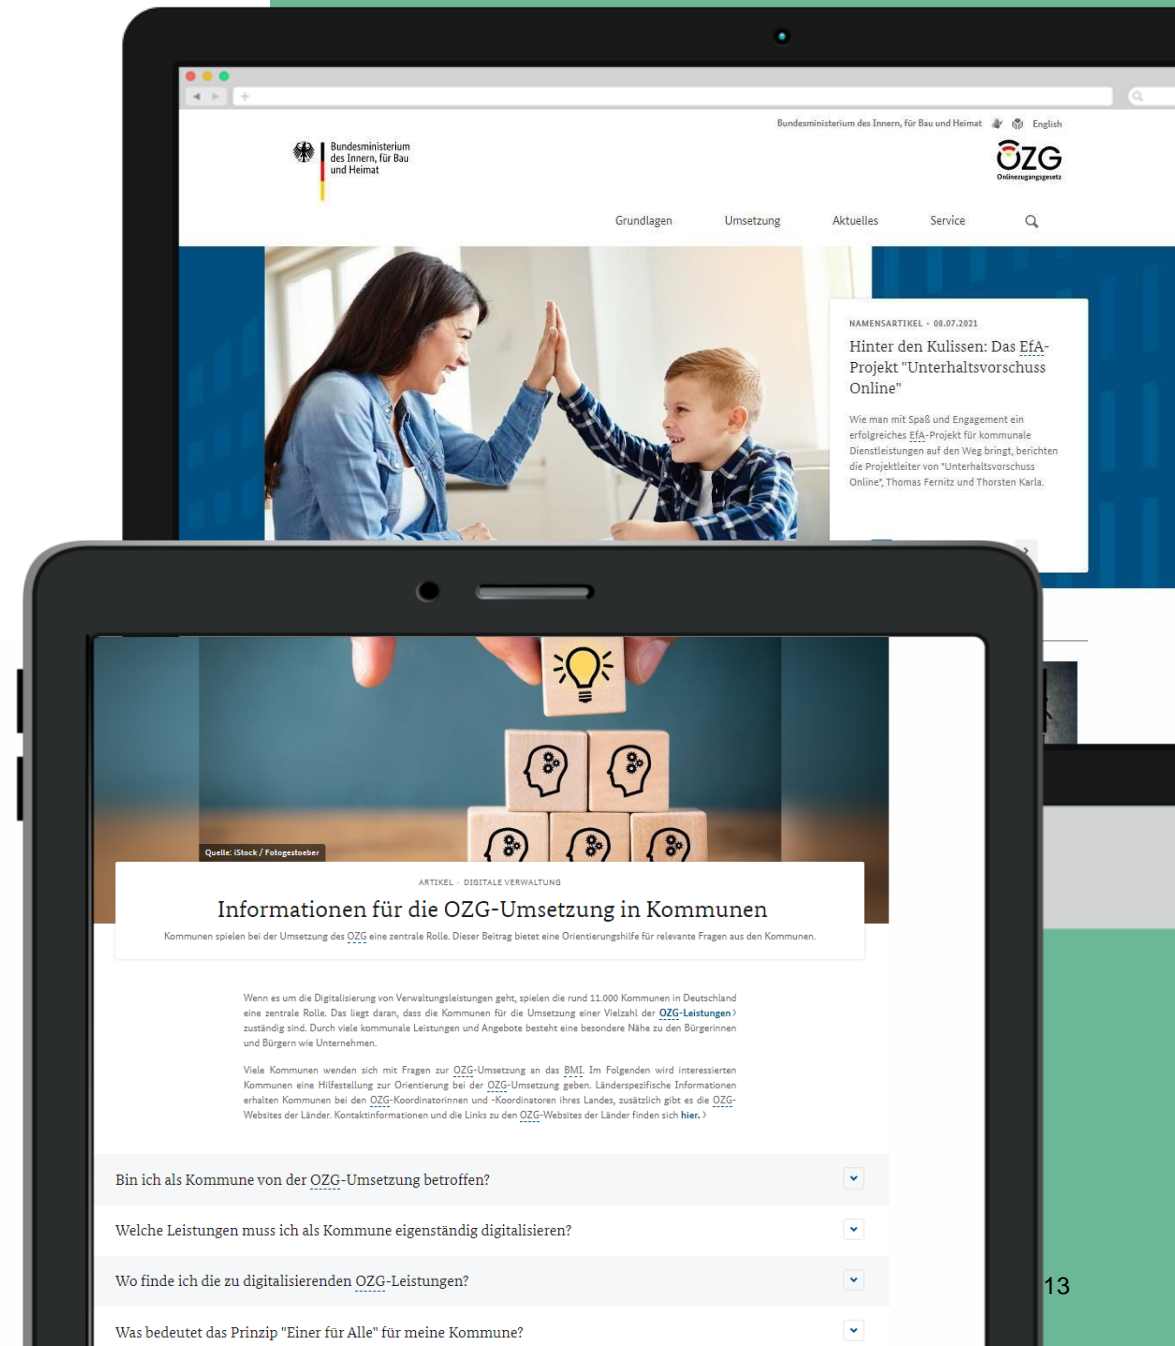 Bundesministerium des Innern, für Bau und Heimat English
Bundesministerium
des Innern, für Bau
und Heimat
ÖZG
Onlinezugangsgesetz
Grundlagen Umsetzung Aktuelles Service
NAMENSARTIKEL · 08.07.2021
Hinter den Kulissen: Das EfA-
Projekt "Unterhaltsvorschuss
Online"
Wie man mit Spaß und Engagement ein
erfolgreiches EfA-Projekt für kommunale
Dienstleistungen auf den Weg bringt, berichten
die Projektleiter von "Unterhaltsvorschuss
Online", Thomas Fernitz und Thorsten Karla.
Quelle: iStock / Fotogestoeber
ARTIKEL · DIGITALE VERWALTUNG
Informationen für die OZG-Umsetzung in Kommunen
Kommunen spielen bei der Umsetzung des OZG eine zentrale Rolle. Dieser Beitrag bietet eine Orientierungshilfe für relevante Fragen aus den Kommunen.
Wenn es um die Digitalisierung von Verwaltungsleistungen geht, spielen die rund 11.000 Kommunen in Deutschland
eine zentrale Rolle. Das liegt daran, dass die Kommunen für die Umsetzung einer Vielzahl der OZG-Leistungen
zuständig sind. Durch viele kommunale Leistungen und Angebote besteht eine besondere Nähe zu den Bürgerinnen
und Bürgern wie Unternehmen.
Viele Kommunen wenden sich mit Fragen zur OZG-Umsetzung an das BMI. Im Folgenden wird interessierten
Kommunen eine Hilfestellung zur Orientierung bei der OZG-Umsetzung geben. Länderspezifische Informationen
erhalten Kommunen bei den OZG-Koordinatorinnen und -Koordinatoren ihres Landes, zusätzlich gibt es die OZG-
Websites der Länder. Kontaktinformationen und die Links zu den OZG-Websites der Länder finden sich hier.
Bin ich als Kommune von der OZG-Umsetzung betroffen?
Welche Leistungen muss ich als Kommune eigenständig digitalisieren?
Wo finde ich die zu digitalisierenden OZG-Leistungen?
13
Was bedeutet das Prinzip "Einer für Alle" für meine Kommune?